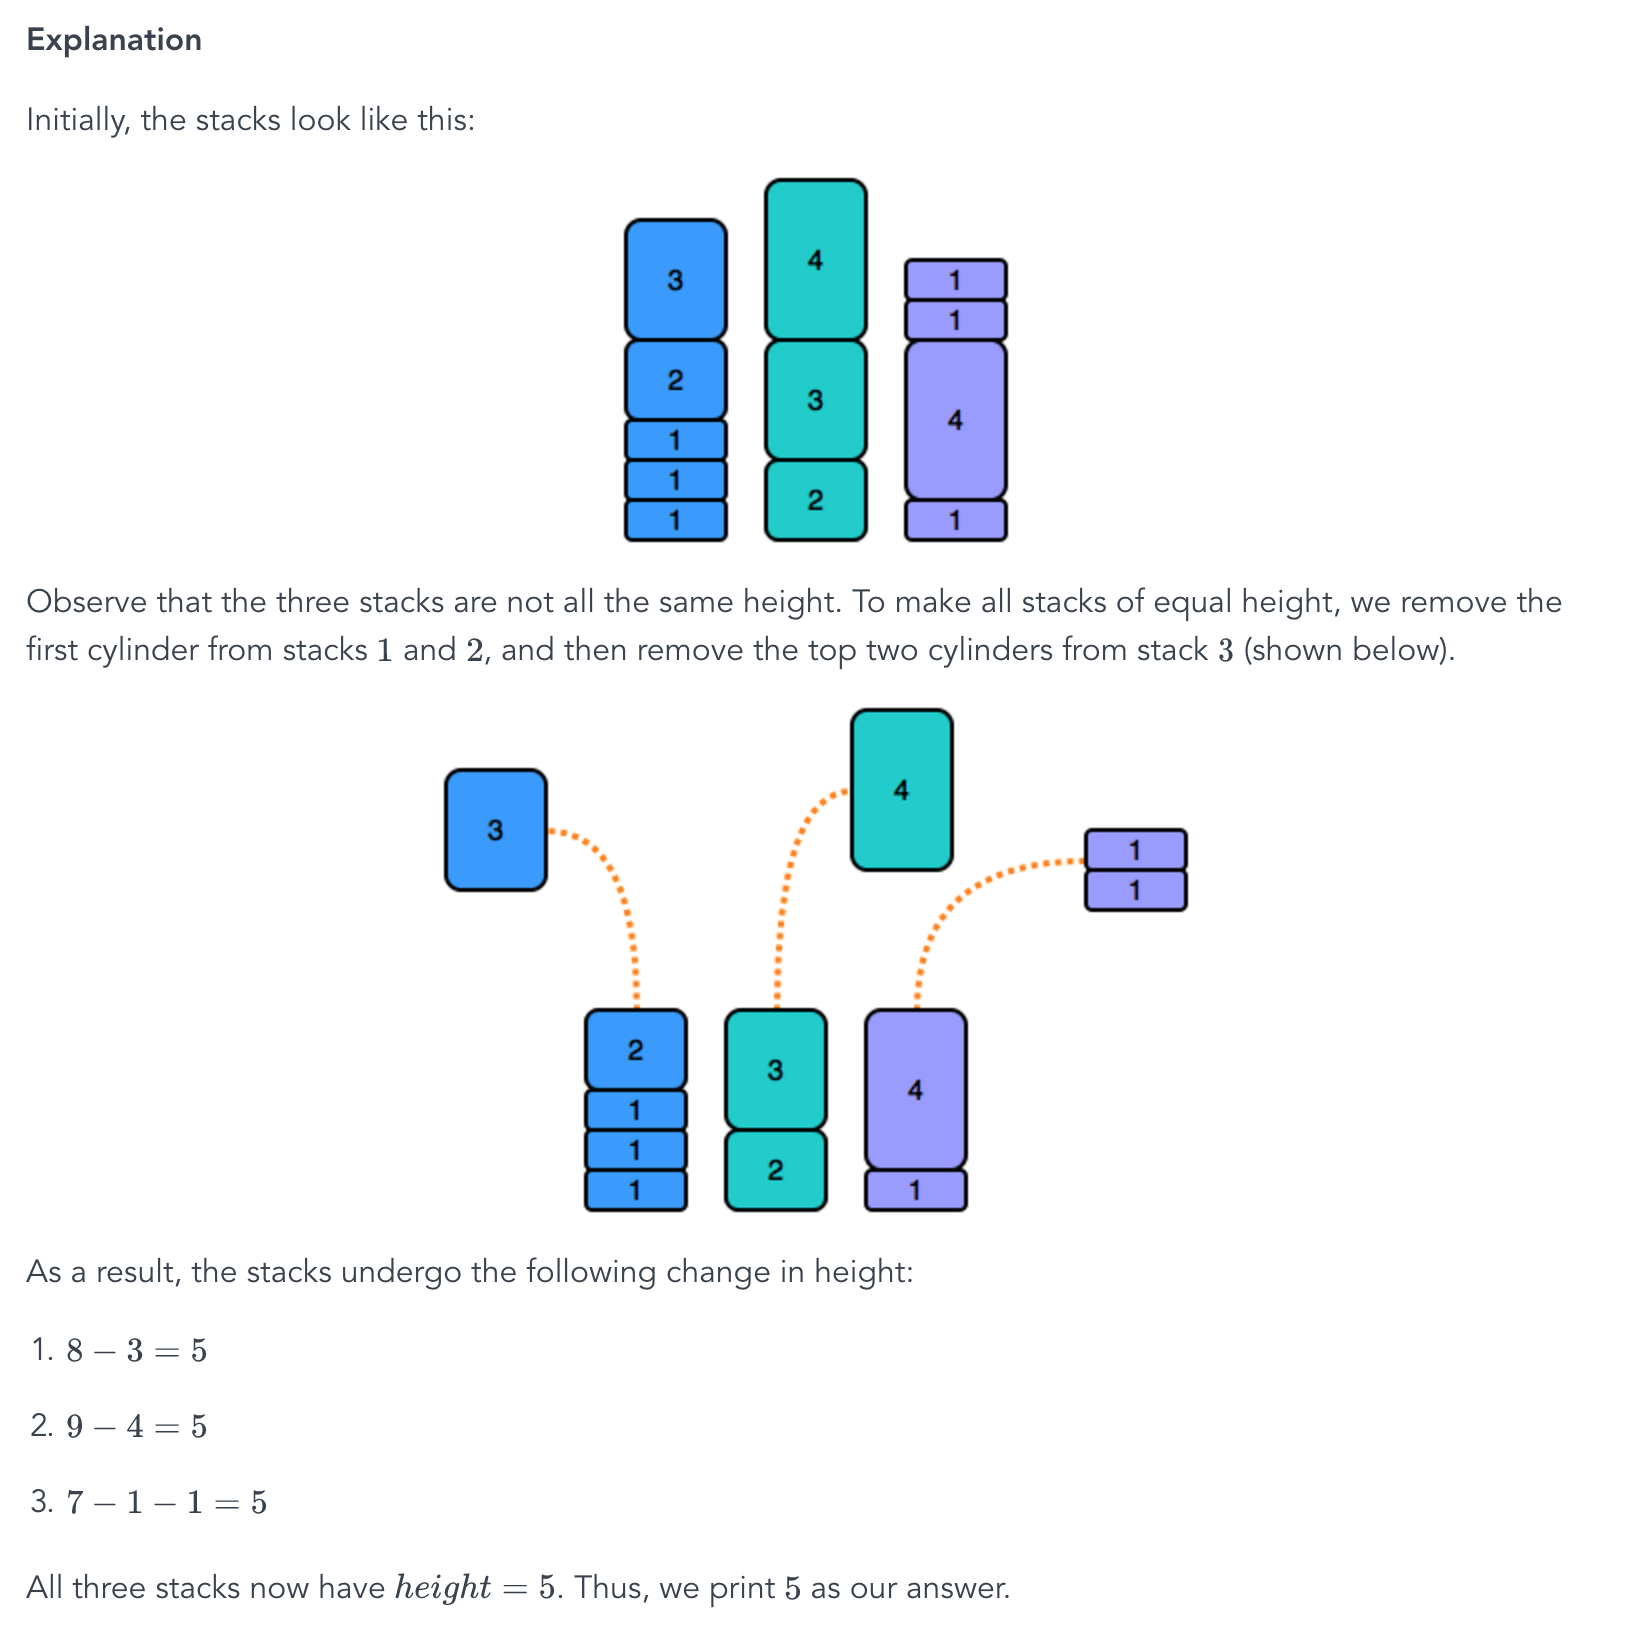 Explanation
Initially, the stacks look like this:
3
2
1
1
1
4
3
2
1
1
4
1
Observe that the three stacks are not all the same height. To make all stacks of equal height, we remove the
first cylinder from stacks 1 and 2, and then remove the top two cylinders from stack 3 (shown below).
3
4
1
1
2
1
1
1
3
2
4
1
As a result, the stacks undergo the following change in height:
1. 8 − 3 = 5
2. 9 − 4 = 5
3. 7 − 1 − 1 = 5
All three stacks now have height = 5. Thus, we print 5 as our answer.